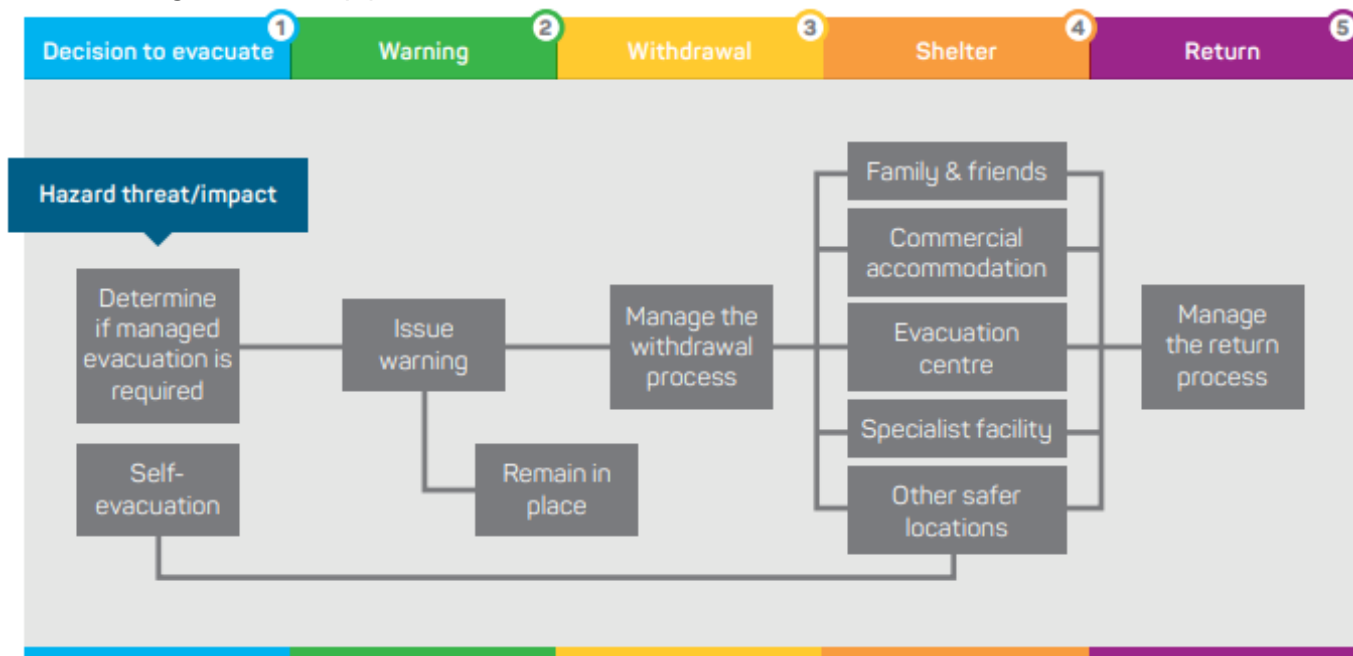 1
2
3
4
5
Decision to evacuate
Warning
Withdrawal
Shelter
Return
Hazard threat/impact
Determine
if managed
evacuation is
required
Self-
evacuation
Issue
warning
Remain in
place
Manage the
withdrawal
process
Family & friends
Commercial
accommodation
Evacuation
centre
Specialist facility
Other safer
locations
Manage
the return
process